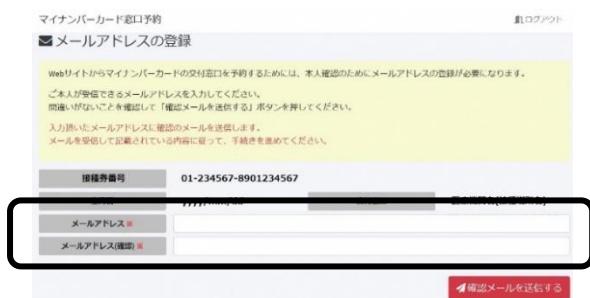 マイナンバーカード窓口予約
ログアウト
メールアドレスの登録
Webサイトからマイナンバーカードの交付窓口を予約するためには、本人確認のためにメールアドレスの登録が必要になります。
ご本人が受信できるメールアドレスを入力してください。
間違いがないことを確認して「確認メールを送信する」ボタンを押してください。
入力頂いたメールアドレスに確認のメールを送信します。
メールを受信して記載されている内容に従って、手続きを進めてください。
接種券番号 01-234567-8901234567
メールアドレス ※
メールアドレス(確認) ※
確認メールを送信する